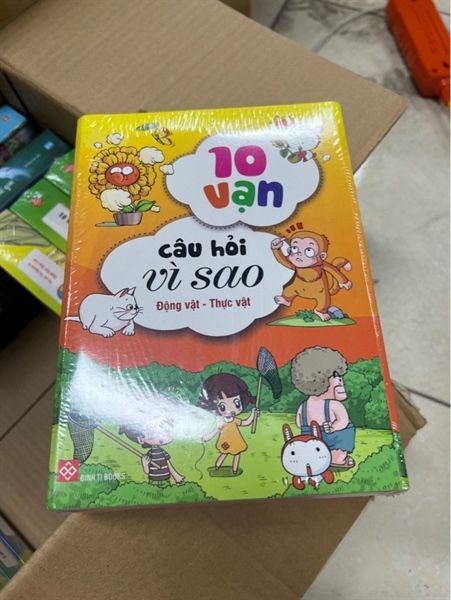 10
vạn
câu hỏi
vì sao
Động vật - Thực vật
ĐINH TỊ BOOKS